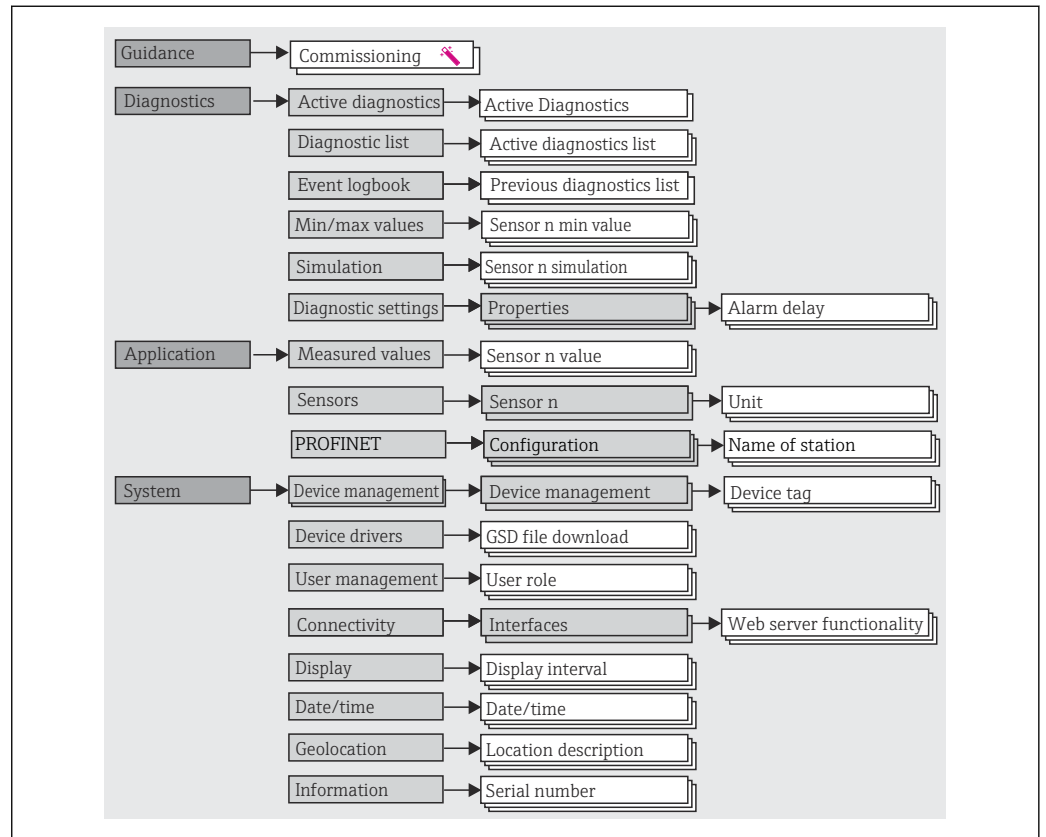 Guidance
Commissioning
Diagnostics
Active diagnostics
Active Diagnostics
Diagnostic list
Active diagnostics list
Event logbook
Previous diagnostics list
Min/max values
Sensor n min value
Simulation
Sensor n simulation
Diagnostic settings
Properties
Alarm delay
Application
Measured values
Sensor n value
Sensors
Sensor n
Unit
PROFINET
Configuration
Name of station
System
Device management
Device management
Device tag
Device drivers
GSD file download
User management
User role
Connectivity
Interfaces
Web server functionality
Display
Display interval
Date/time
Date/time
Geolocation
Location description
Information
Serial number